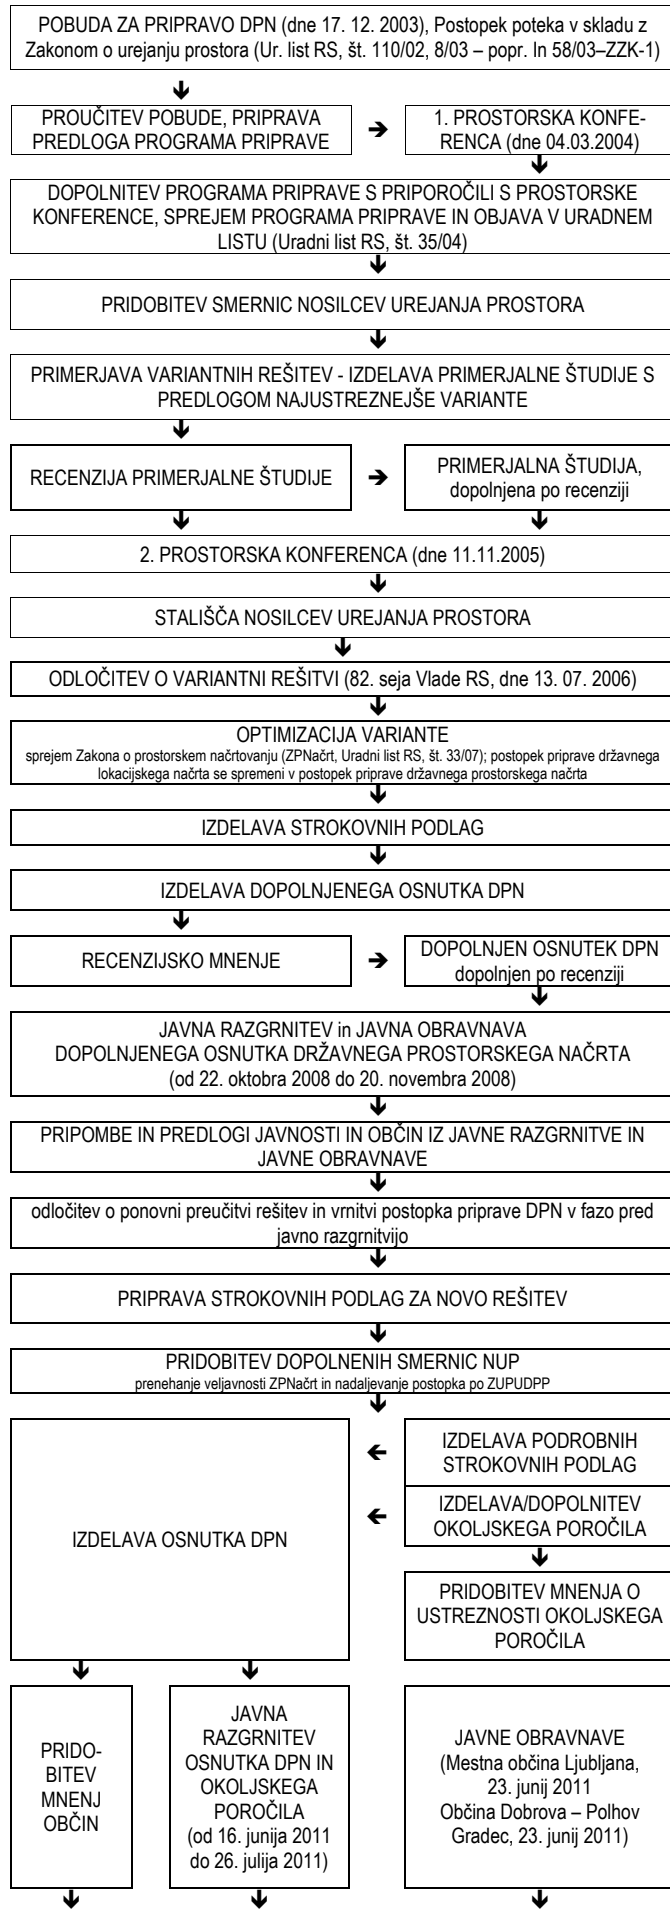 POBUDA ZA PRIPRAVO DPN (dne 17. 12. 2003), Postopek poteka v skladu z
Zakonom o urejanju prostora (Ur. list RS, št. 110/02, 8/03 – popr. In 58/03–ZZK-1)
PROUČITEV POBUDE, PRIPRAVA
PREDLOGA PROGRAMA PRIPRAVE
1. PROSTORSKA KONFE-
RENCA (dne 04.03.2004)
DOPOLNITEV PROGRAMA PRIPRAVE S PRIPOROČILI S PROSTORSKE
KONFERENCE, SPREJEM PROGRAMA PRIPRAVE IN OBJAVA V URADNEM
LISTU (Uradni list RS, št. 35/04)
PRIDOBITEV SMERNIC NOSILCEV UREJANJA PROSTORA
PRIMERJAVA VARIANTNIH REŠITEV - IZDELAVA PRIMERJALNE ŠTUDIJE S
PREDLOGOM NAJUSTREZNEJŠE VARIANTE
RECENZIJA PRIMERJALNE ŠTUDIJE
PRIMERJALNA ŠTUDIJA,
dopolnjena po recenziji
2. PROSTORSKA KONFERENCA (dne 11.11.2005)
STALIŠČA NOSILCEV UREJANJA PROSTORA
ODLOČITEV O VARIANTNI REŠITVI (82. seja Vlade RS, dne 13. 07. 2006)
OPTIMIZACIJA VARIANTE
sprejem Zakona o prostorskem načrtovanju (ZPNačrt, Uradni list RS, št. 33/07); postopek priprave državnega
lokacijskega načrta se spremeni v postopek priprave državnega prostorskega načrta
IZDELAVA STROKOVNIH PODLAG
IZDELAVA DOPOLNJENEGA OSNUTKA DPN
RECENZIJSKO MNENJE
DOPOLNJEN OSNUTEK DPN
dopolnjen po recenziji
JAVNA RAZGRNITEV in JAVNA OBRAVNAVA
DOPOLNJENEGA OSNUTKA DRŽAVNEGA PROSTORSKEGA NAČRTA
(od 22. oktobra 2008 do 20. novembra 2008)
PRIPOMBE IN PREDLOGI JAVNOSTI IN OBČIN IZ JAVNE RAZGRNITVE IN
JAVNE OBRAVNAVE
odločitev o ponovni preučitvi rešitev in vrnitvi postopka priprave DPN v fazo pred
javno razgrnitvijo
PRIPRAVA STROKOVNIH PODLAG ZA NOVO REŠITEV
PRIDOBITEV DOPOLNENIH SMERNIC NUP
prenehanje veljavnosti ZPNačrt in nadaljevanje postopka po ZUPUDPP
IZDELAVA OSNUTKA DPN
IZDELAVA PODROBNIH
STROKOVNIH PODLAG
IZDELAVA/DOPOLNITEV
OKOLJSKEGA POROČILA
PRIDOBITEV MNENJA O
USTREZNOSTI OKOLJSKEGA
POROČILA
PRIDO-
BITEV
MNENJ
OBČIN
JAVNA
RAZGRNITEV
OSNUTKA DPN IN
OKOLJSKEGA
POROČILA
(od 16. junija 2011
do 26. julija 2011)
JAVNE OBRAVNAVE
(Mestna občina Ljubljana,
23. junij 2011
Občina Dobrova – Polhov
Gradec, 23. junij 2011)